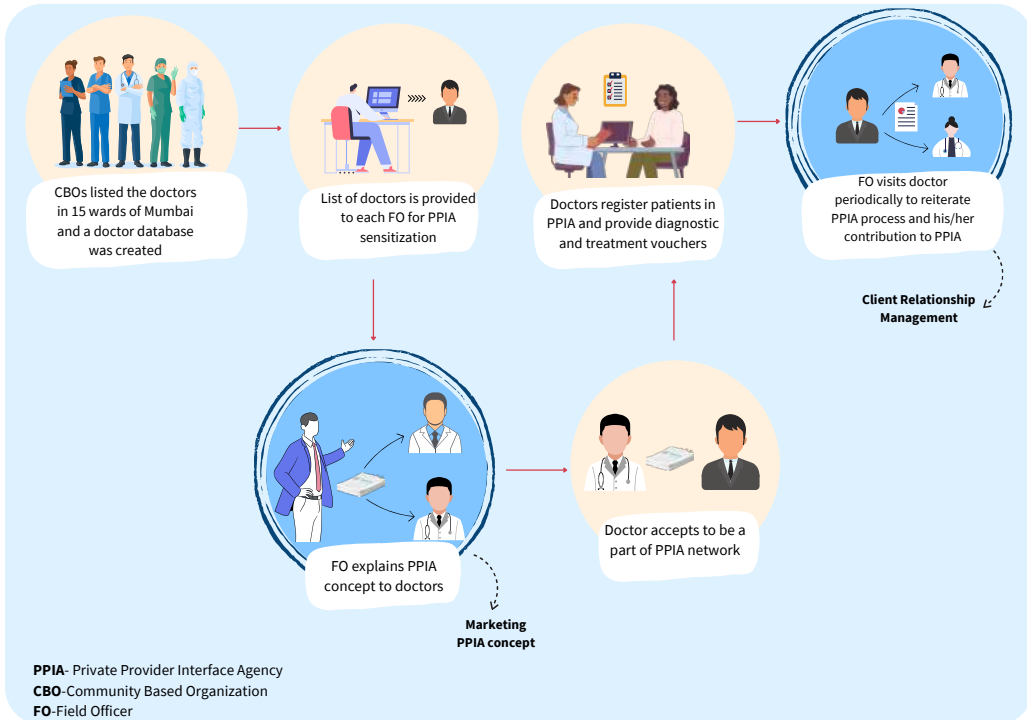 CBOs listed the doctors
in 15 wards of Mumbai
and a doctor database
was created
List of doctors is provided
to each FO for PPIA
sensitization
Doctors register patients in
PPIA and provide diagnostic
and treatment vouchers
FO visits doctor
periodically to reiterate
PPIA process and his/her
contribution to PPIA
Client Relationship
Management
FO explains PPIA
concept to doctors
Marketing
PPIA concept
Doctor accepts to be a
part of PPIA network
PPIA- Private Provider Interface Agency
CBO-Community Based Organization
FO-Field Officer